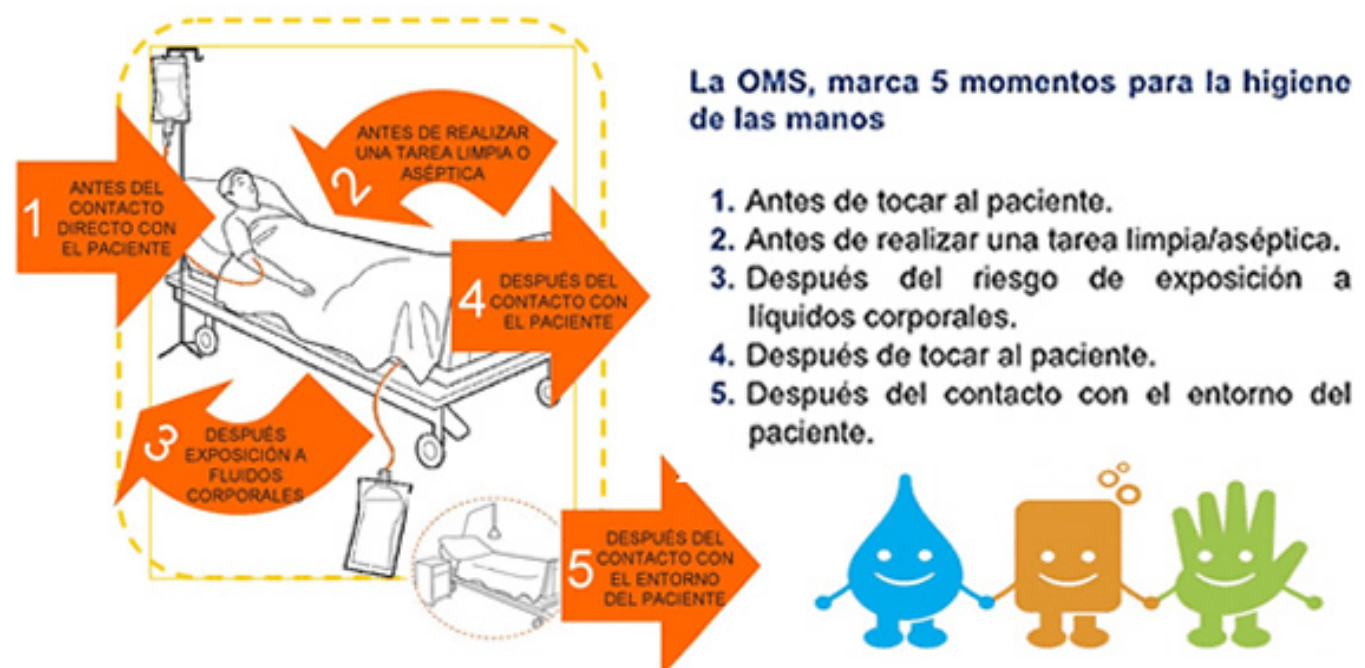 1
ANTES DEL
CONTACTO
DIRECTO CON
EL PACIENTE
2
ANTES DE REALIZAR
UNA TAREA LIMPIA O
ASÉPTICA
3
DESPUÉS
EXPOSICIÓN A
FLUIDOS
CORPORALES
4
DESPUÉS DEL
CONTACTO CON
EL PACIENTE
5
DESPUÉS DEL
CONTACTO CON
EL ENTORNO
DEL PACIENTE
La OMS, marca 5 momentos para la higiene
de las manos
1. Antes de tocar al paciente.
2. Antes de realizar una tarea limpia/aséptica.
3. Después del riesgo de exposición a
líquidos corporales.
4. Después de tocar al paciente.
5. Después del contacto con el entorno del
paciente.